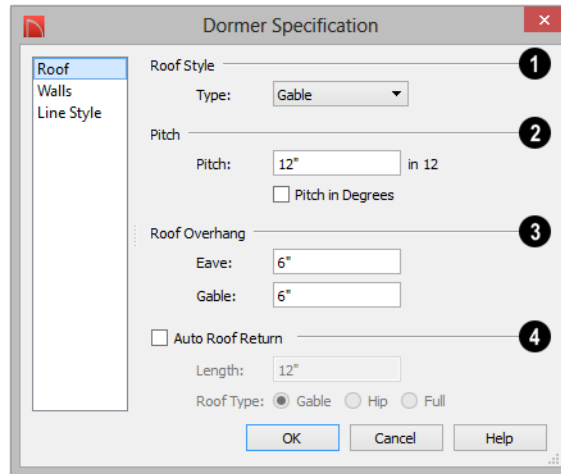 Dormer Specification
Roof
Walls
Line Style
Roof Style 1
Type: Gable
Pitch 2
Pitch: 12" in 12
Pitch in Degrees
Roof Overhang 3
Eave: 6"
Gable: 6"
Auto Roof Return 4
Length: 12"
Roof Type: Gable Hip Full
OK Cancel Help